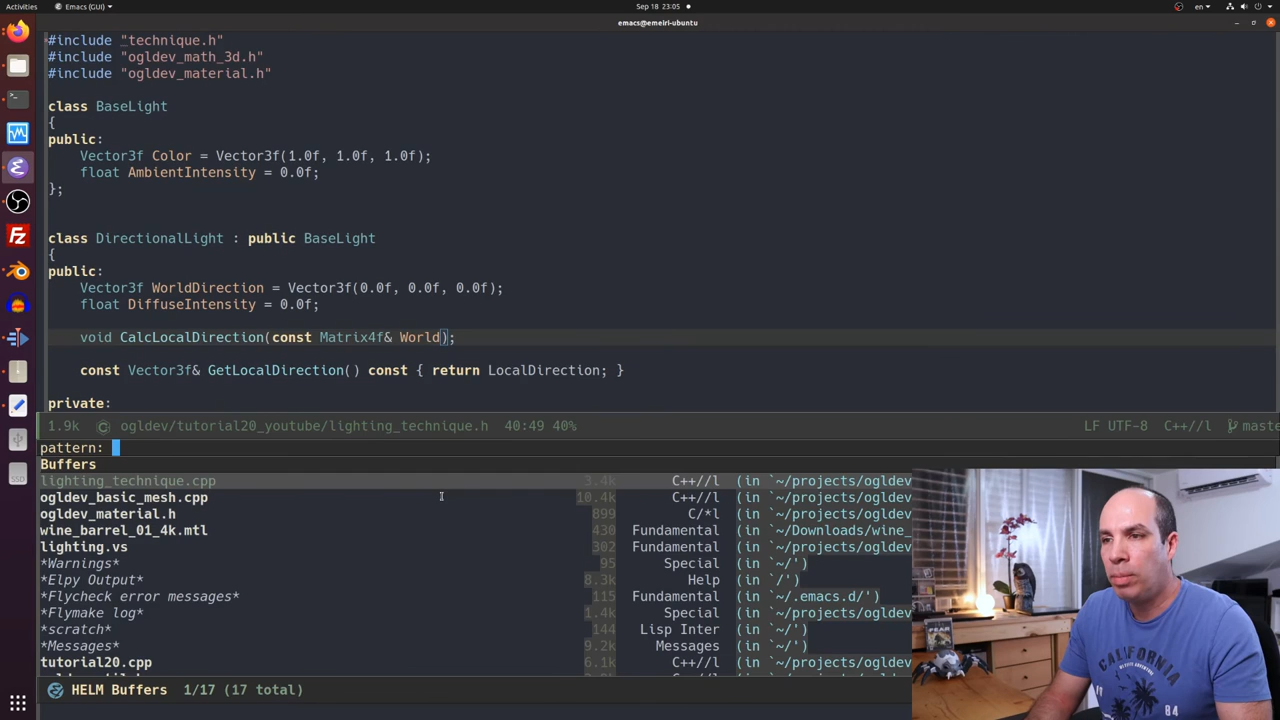 Activities
Emacs (GUI)
Sep 18 23:05
en
emacs@emeiri-ubuntu
#include _technique.h"
#include "ogldev_math_3d.h"
#include "ogldev_material.h"
class BaseLight
{
public:
Vector3f Color = Vector3f(1.0f, 1.0f, 1.0f);
float AmbientIntensity = 0.0f;
};
class DirectionalLight : public BaseLight
{
public:
Vector3f WorldDirection = Vector3f(0.0f, 0.0f, 0.0f);
float DiffuseIntensity = 0.0f;
void CalcLocalDirection(const Matrix4f& World);
const Vector3f& GetLocalDirection() const { return LocalDirection; }
private:
1.9k ogldev/tutorial20_youtube/lighting_technique.h 40:49 40% LF UTF-8 C++//l maste
pattern:
Buffers
lighting_technique.cpp 3.4k C++//l (in `~/projects/ogldev
ogldev_basic_mesh.cpp 10.4k C++//l (in `~/projects/ogldev
ogldev_material.h 899 C/*l (in `~/projects/ogldev
wine_barrel_01_4k.mtl 430 Fundamental (in `~/Downloads/wine_
lighting.vs 302 Fundamental (in `~/projects/ogldev
*Warnings* 95 Special (in `~/')
*Elpy Output* 8.3k Help (in `/')
*Flycheck error messages* 115 Fundamental (in `~/.emacs.d/')
*Flymake log* 1.4k Special (in `~/projects/ogldev
*scratch* 144 Lisp Inter (in `~/')
*Messages* 9.2k Messages (in `~/')
tutorial20.cpp 6.1k C++//l (in `~/projects/ogldev
HELM Buffers 1/17 (17 total)
Fz
FEAR
CALIFORNIA
84